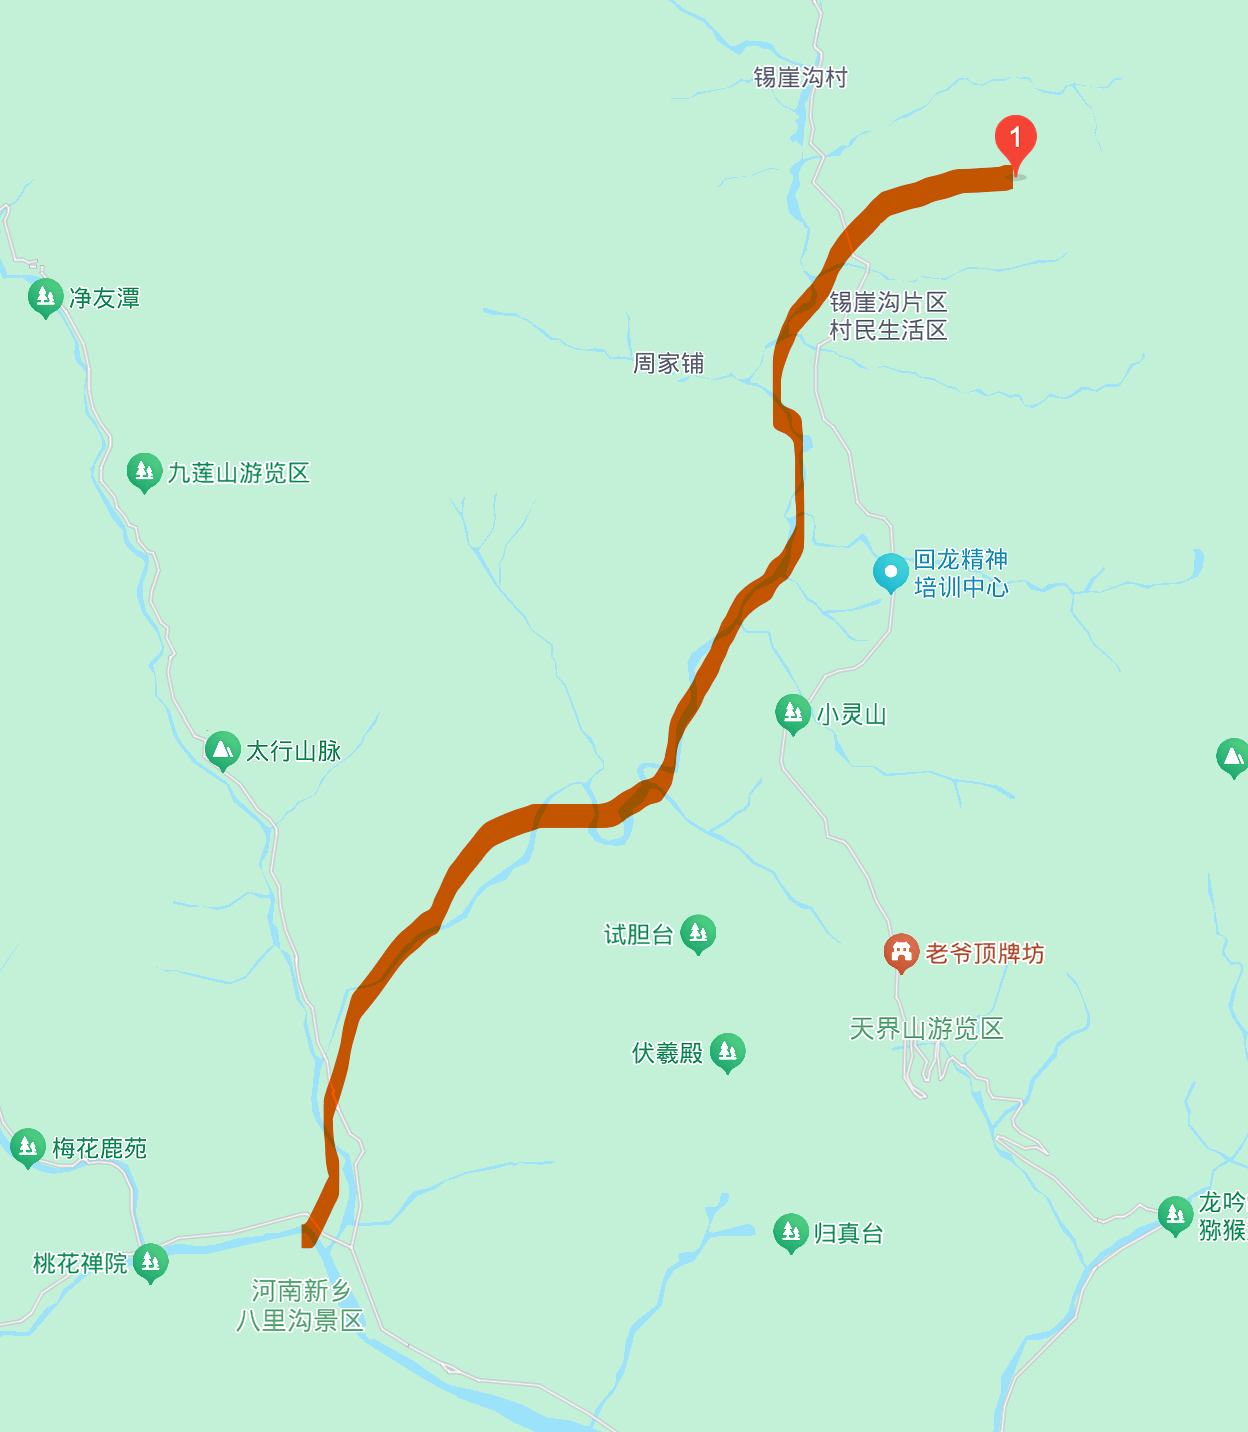 锡崖沟村
1
净友潭
锡崖沟片区
村民生活区
周家铺
九莲山游览区
回龙精神
培训中心
小灵山
太行山脉
试胆台
老爷顶牌坊
天界山游览区
伏羲殿
梅花鹿苑
龙吟
猕猴
归真台
桃花禅院
河南新乡
八里沟景区